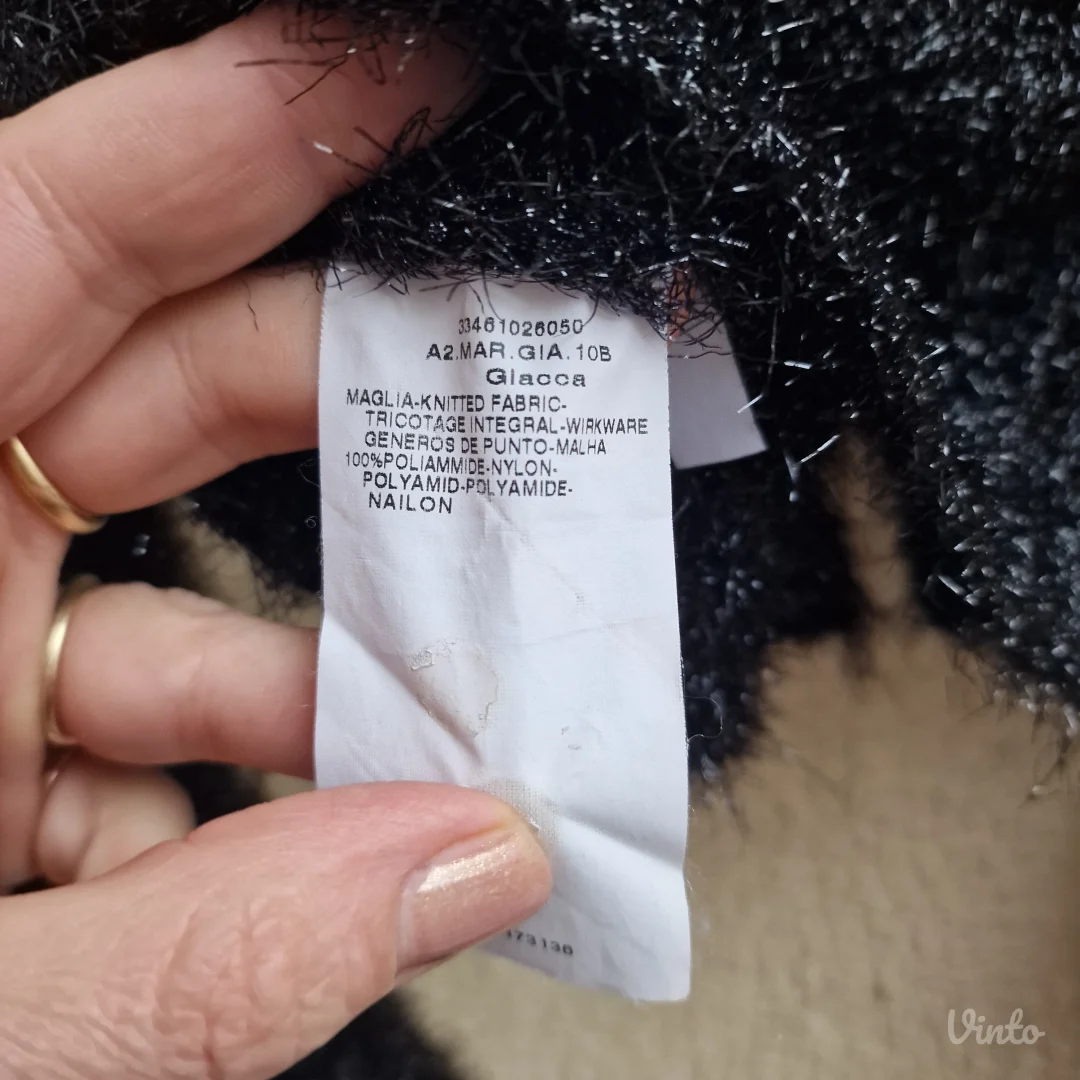 33461026050
A2.MAR.GIA.10B
Giacca
MAGLIA-KNITTED FABRIC-
TRICOTAGE INTEGRAL-WIRKWARE
GENEROS DE PUNTO-MALHA
100%POLIAMMIDE-NYLON-
POLYAMID-POLYAMIDE-
NAILON
73136
Vinto